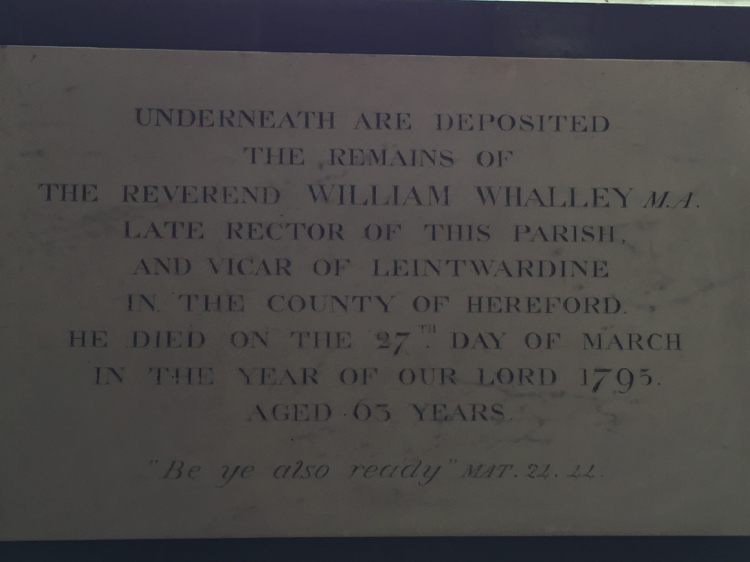 UNDERNEATH ARE DEPOSITED
THE REMAINS OF
THE REVEREND WILLIAM WHALLEY M.A.
LATE RECTOR OF THIS PARISH,
AND VICAR OF LEINTWARDINE
IN THE COUNTY OF HEREFORD.
HE DIED ON THE 27TH. DAY OF MARCH
IN THE YEAR OF OUR LORD 1795.
AGED 63 YEARS
"Be ye also ready" MAT. 24. 44.